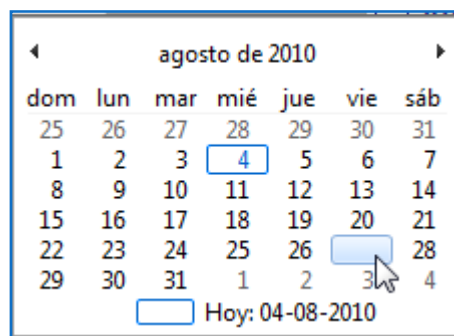 agosto de 2010
dom lun mar mié jue vie sáb
25 26 27 28 29 30 31
1 2 3 4 5 6 7
8 9 10 11 12 13 14
15 16 17 18 19 20 21
22 23 24 25 26 28
29 30 31 1 2 3 4
Hoy: 04-08-2010